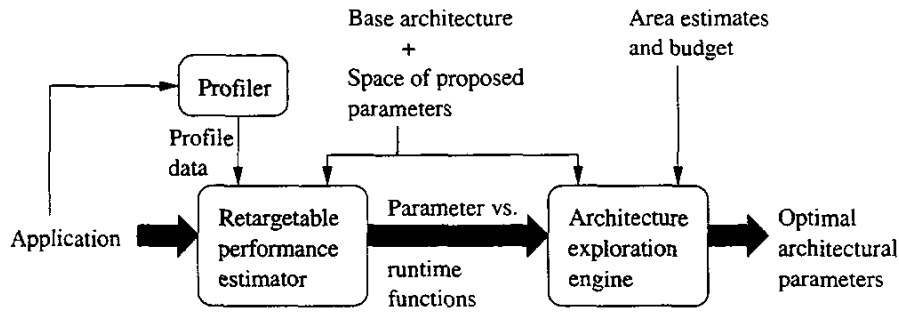 Base architecture
+
Space of proposed
parameters
Area estimates
and budget
Profiler
Profile
data
Application
Retargetable
performance
estimator
Parameter vs.
runtime
functions
Architecture
exploration
engine
Optimal
architectural
parameters